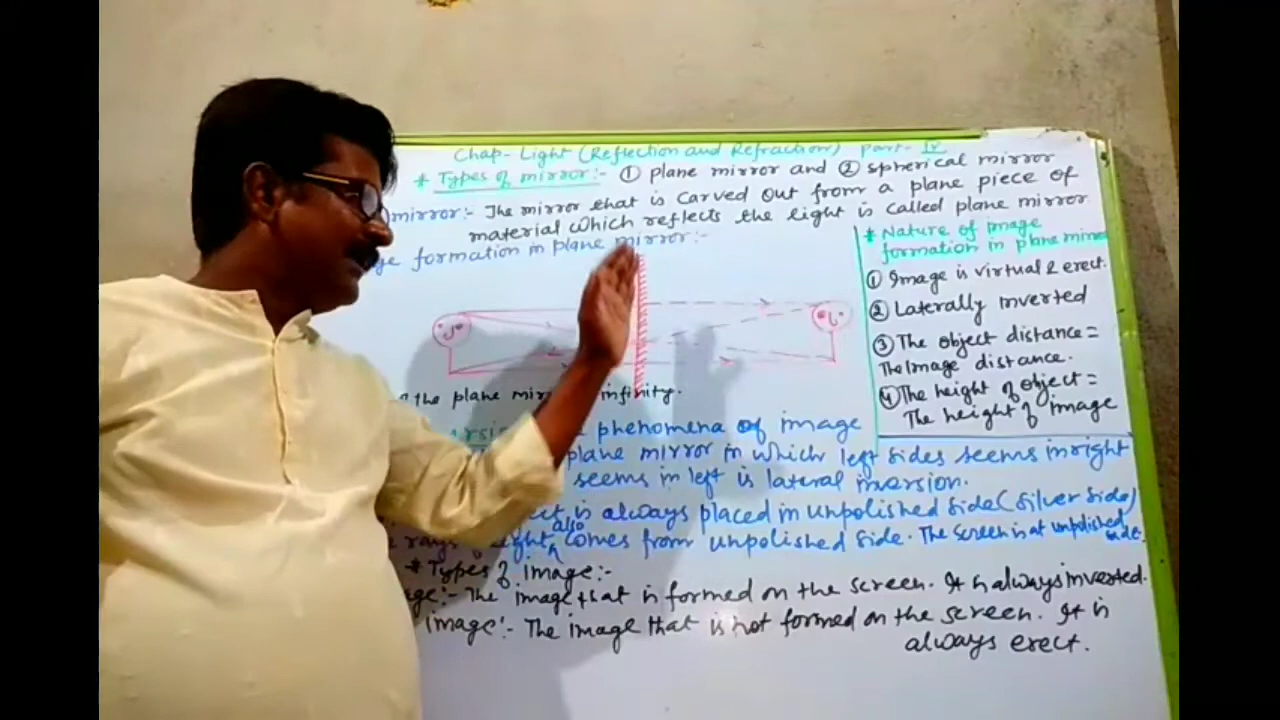 Chap- Light (Reflection and Refraction) part- IV
* Types of mirror:- ① plane mirror and ② spherical mirror
mirror:- The mirror that is carved out from a plane piece of
material which reflects the light is called plane mirror
ge formation in plane mirror:-
* Nature of image
formation in plane mirror
① Image is virtual & erect.
② Laterally inverted
③ The object distance =
The Image distance.
④ The height of object =
The height of image
the plane mirror infinity.
phenomena of image
plane mirror in which left sides seems in right
seems in left is lateral inversion.
is always placed in unpolished side (silver side)
rays of light also comes from unpolished side. The screen is at unpolished side.
* Types of image:-
age:- The image that is formed on the screen. It is always inverted.
image:- The image that is not formed on the screen. It is
always erect.